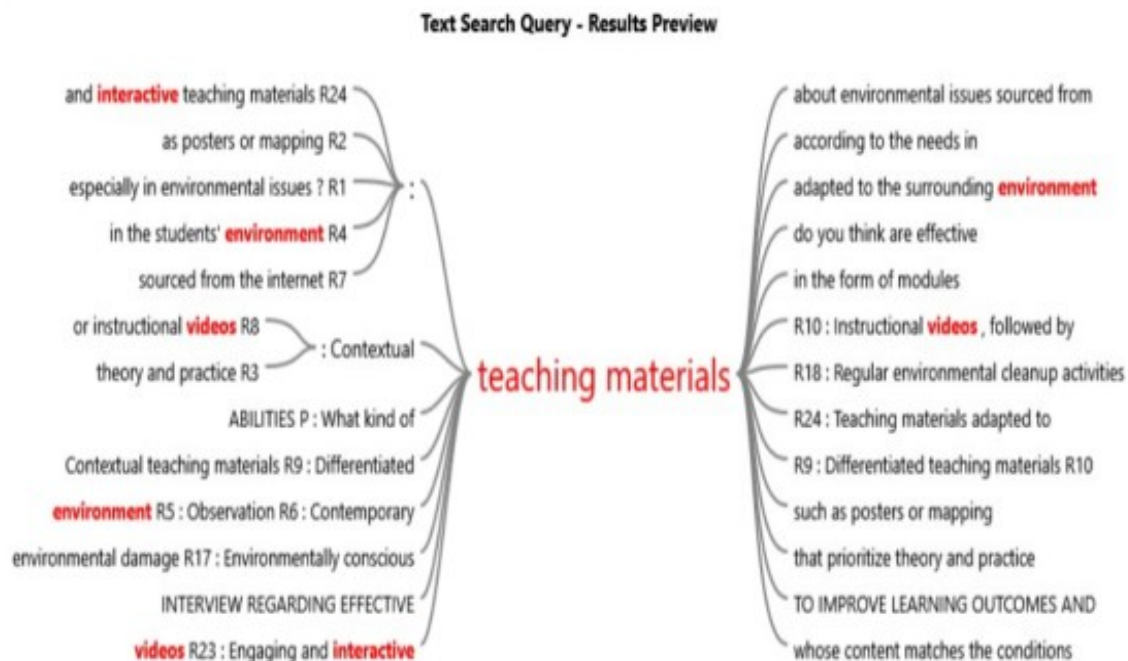 Text Search Query - Results Preview
and interactive teaching materials R24
as posters or mapping R2
especially in environmental issues ? R1
in the students' environment R4
sourced from the internet R7
:
or instructional videos R8
theory and practice R3
: Contextual
ABILITIES P : What kind of
Contextual teaching materials R9 : Differentiated
environment R5 : Observation R6 : Contemporary
environmental damage R17 : Environmentally conscious
INTERVIEW REGARDING EFFECTIVE
videos R23 : Engaging and interactive
teaching materials
about environmental issues sourced from
according to the needs in
adapted to the surrounding environment
do you think are effective
in the form of modules
R10 : Instructional videos , followed by
R18 : Regular environmental cleanup activities
R24 : Teaching materials adapted to
R9 : Differentiated teaching materials R10
such as posters or mapping
that prioritize theory and practice
TO IMPROVE LEARNING OUTCOMES AND
whose content matches the conditions